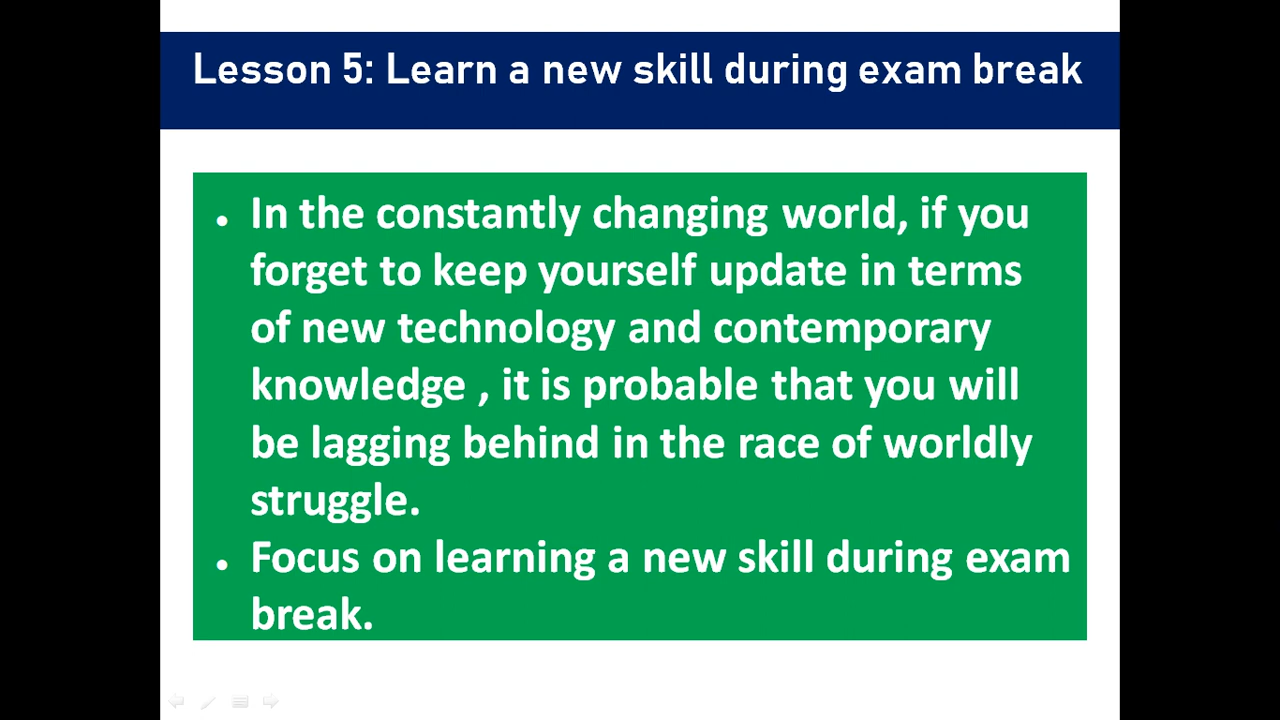 Lesson 5: Learn a new skill during exam break
• In the constantly changing world, if you
forget to keep yourself update in terms
of new technology and contemporary
knowledge , it is probable that you will
be lagging behind in the race of worldly
struggle.
• Focus on learning a new skill during exam
break.